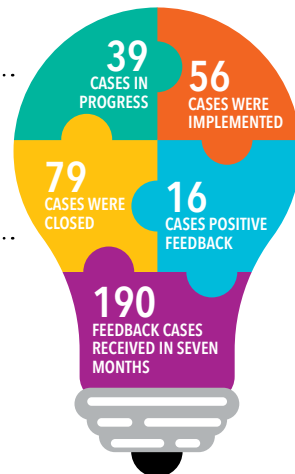 39
CASES IN
PROGRESS
56
CASES WERE
IMPLEMENTED
79
CASES WERE
CLOSED
16
CASES POSITIVE
FEEDBACK
190
FEEDBACK CASES
RECEIVED IN SEVEN
MONTHS